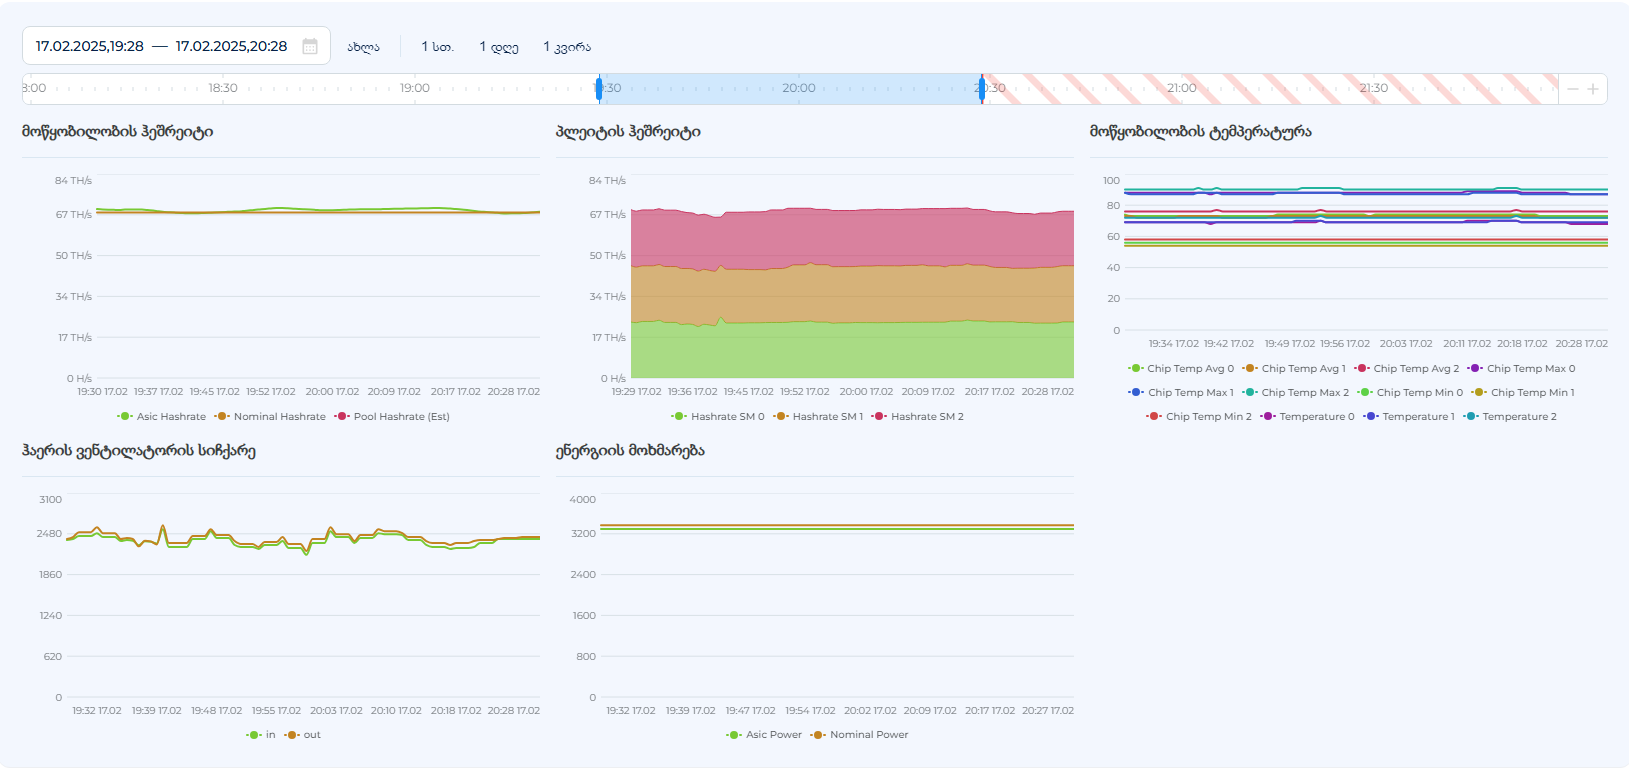 17.02.2025,19:28 — 17.02.2025,20:28 ახლა 1 სთ. 1 დღე 1 კვირა
8:00 18:30 19:00 19:30 20:00 20:30 21:00 21:30
მოწყობილობის ჰეშრეიტი
84 TH/s
67 TH/s
50 TH/s
34 TH/s
17 TH/s
0 H/s
19:30 17.02 19:37 17.02 19:45 17.02 19:52 17.02 20:00 17.02 20:09 17.02 20:17 17.02 20:28 17.02
Asic Hashrate Nominal Hashrate Pool Hashrate (Est)
პლეიტის ჰეშრეიტი
84 TH/s
67 TH/s
50 TH/s
34 TH/s
17 TH/s
0 H/s
19:29 17.02 19:36 17.02 19:45 17.02 19:52 17.02 20:00 17.02 20:09 17.02 20:17 17.02 20:28 17.02
Hashrate SM 0 Hashrate SM 1 Hashrate SM 2
მოწყობილობის ტემპერატურა
100
80
60
40
20
0
19:34 17.02 19:42 17.02 19:49 17.02 19:56 17.02 20:03 17.02 20:11 17.02 20:18 17.02 20:28 17.02
Chip Temp Avg 0 Chip Temp Avg 1 Chip Temp Avg 2 Chip Temp Max 0
Chip Temp Max 1 Chip Temp Max 2 Chip Temp Min 0 Chip Temp Min 1
Chip Temp Min 2 Temperature 0 Temperature 1 Temperature 2
ჰაერის ვენტილატორის სიჩქარე
3100
2480
1860
1240
620
0
19:32 17.02 19:39 17.02 19:48 17.02 19:55 17.02 20:03 17.02 20:10 17.02 20:18 17.02 20:28 17.02
in out
ენერგიის მოხმარება
4000
3200
2400
1600
800
0
19:32 17.02 19:39 17.02 19:47 17.02 19:54 17.02 20:02 17.02 20:09 17.02 20:17 17.02 20:27 17.02
Asic Power Nominal Power